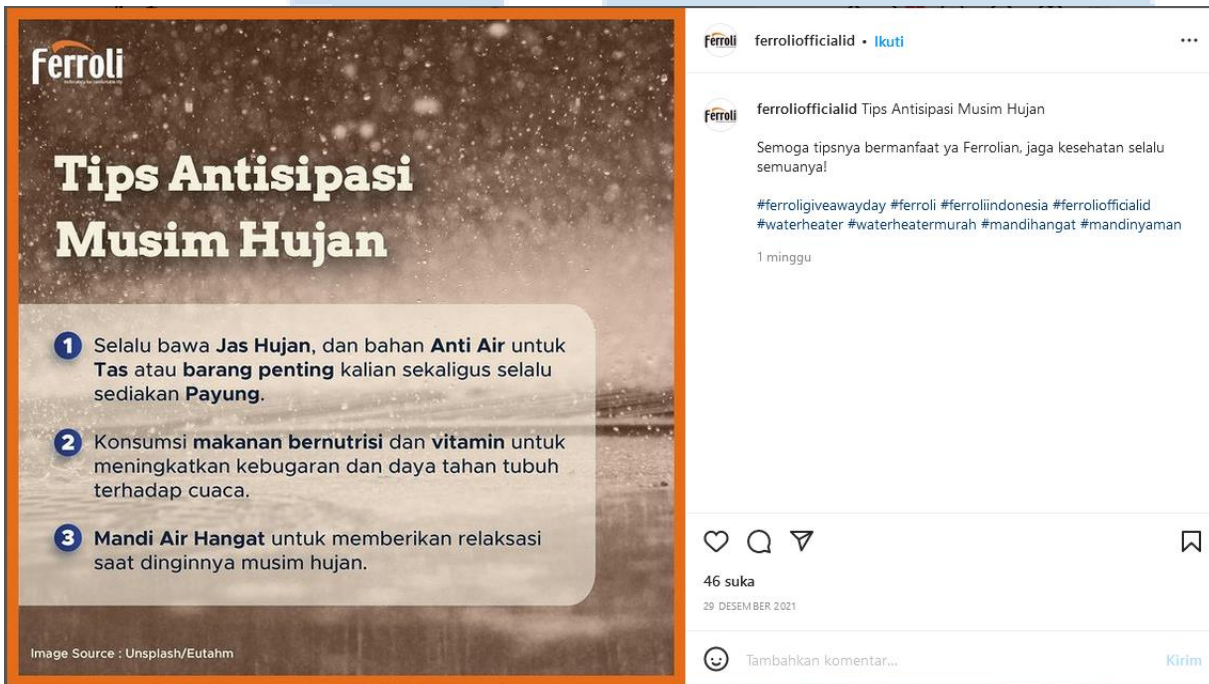 Ferroli
Tips Antisipasi
Musim Hujan
1 Selalu bawa Jas Hujan, dan bahan Anti Air untuk
Tas atau barang penting kalian sekaligus selalu
sediakan Payung.
2 Konsumsi makanan bernutrisi dan vitamin untuk
meningkatkan kebugaran dan daya tahan tubuh
terhadap cuaca.
3 Mandi Air Hangat untuk memberikan relaksasi
saat dinginnya musim hujan.
Image Source : Unsplash/Eutahm
Ferroli
ferroliofficialid • Ikuti
Ferroli
ferroliofficialid Tips Antisipasi Musim Hujan
Semoga tipsnya bermanfaat ya Ferrolian, jaga kesehatan selalu
semuanya!
#ferroligiveawayday #ferroli #ferroliindonesia #ferroliofficialid
#waterheater #waterheatermurah #mandihangat #mandinyaman
1 minggu
46 suka
29 DESEMBER 2021
Tambahkan komentar...
Kirim